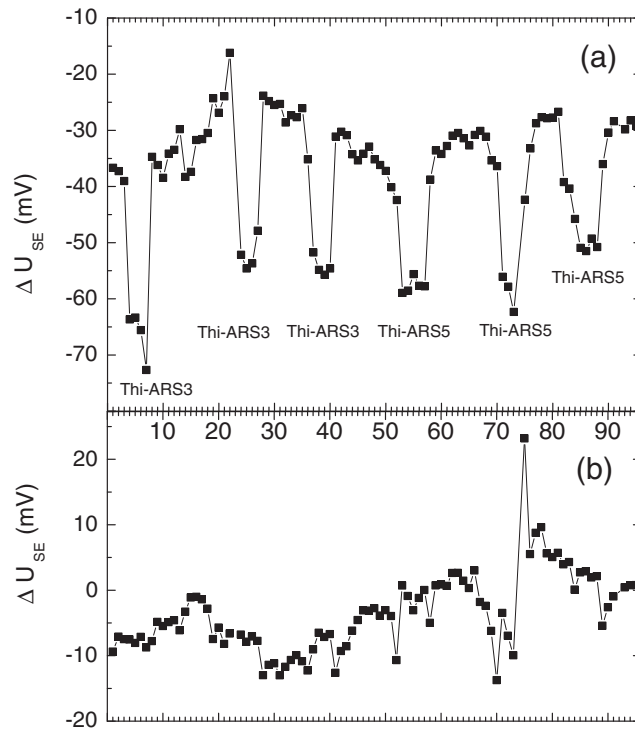 -10
(a)
-20
-30
-40
-50
-60
-70
Δ U SE (mV)
Thi-ARS5
Thi-ARS3 Thi-ARS3 Thi-ARS5 Thi-ARS5
Thi-ARS3
10 20 30 40 50 60 70 80 90
(b)
20
10
0
-10
-20
Δ U SE (mV)